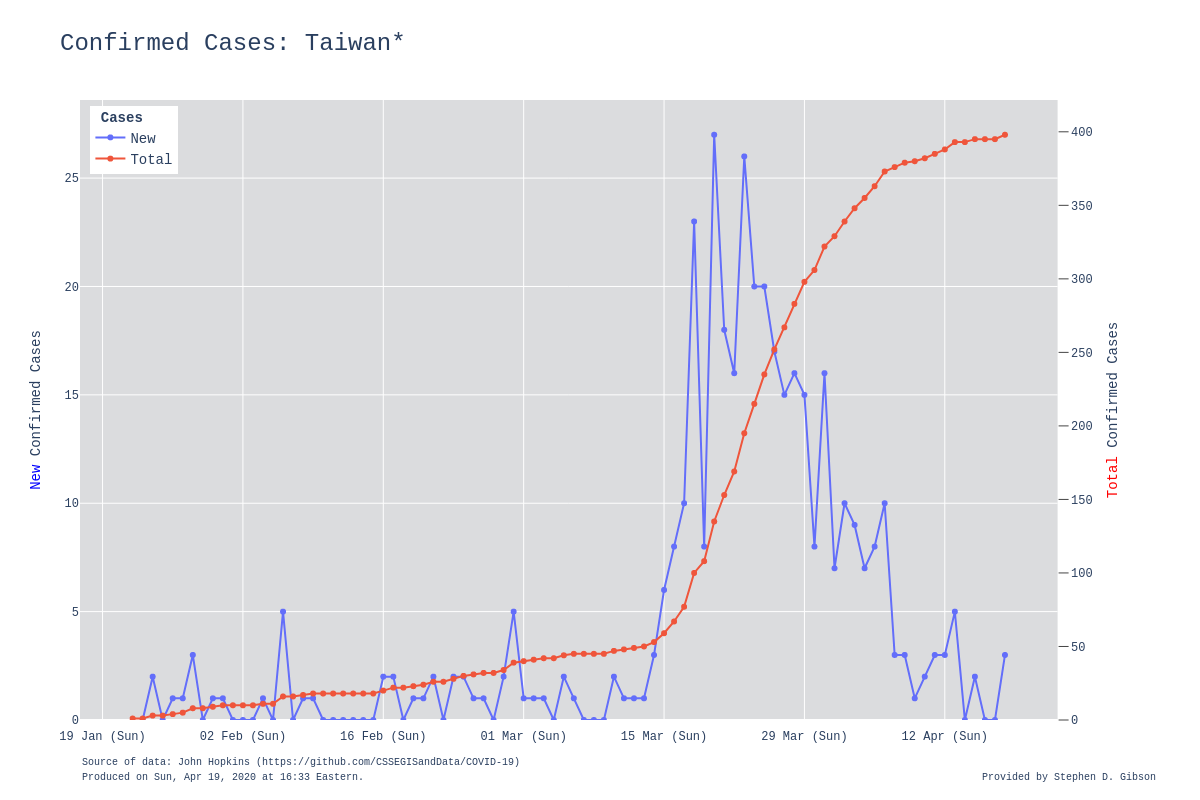 Confirmed Cases: Taiwan*
Cases
New
Total
25
20
15
10
5
0
400
350
300
250
200
150
100
50
0
New Confirmed Cases
Total Confirmed Cases
19 Jan (Sun) 02 Feb (Sun) 16 Feb (Sun) 01 Mar (Sun) 15 Mar (Sun) 29 Mar (Sun) 12 Apr (Sun)
Source of data: John Hopkins (https://github.com/CSSEGISandData/COVID-19)
Produced on Sun, Apr 19, 2020 at 16:33 Eastern.
Provided by Stephen D. Gibson